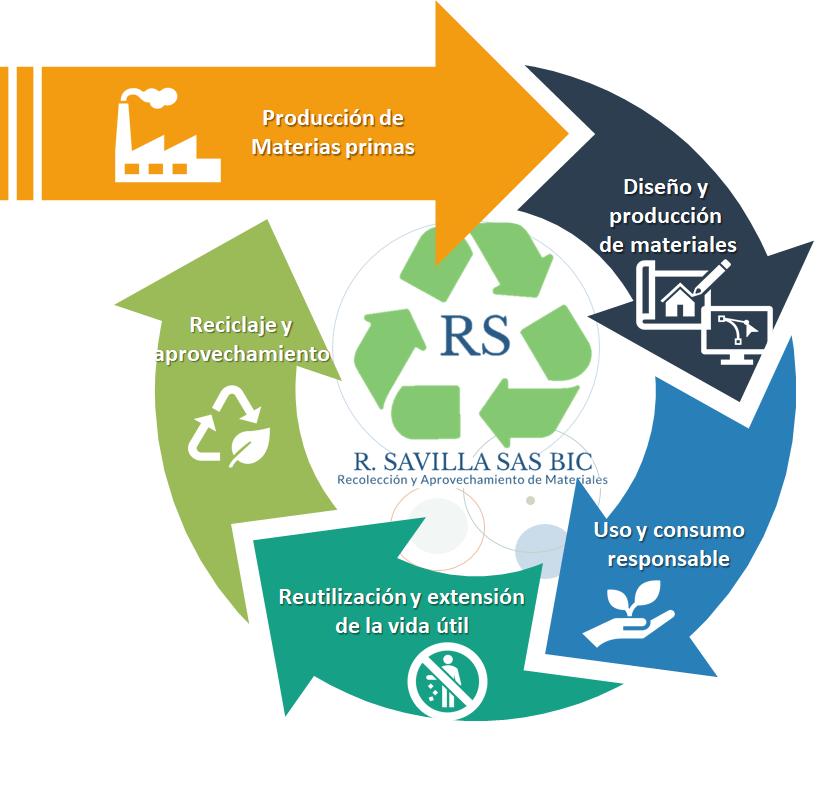 Producción de
Materias primas
Diseño y
producción
de materiales
Reciclaje y
aprovechamiento
RS
R. SAVILLA SAS BIC
Recolección y Aprovechamiento de Materiales
Uso y consumo
responsable
Reutilización y extensión
de la vida útil